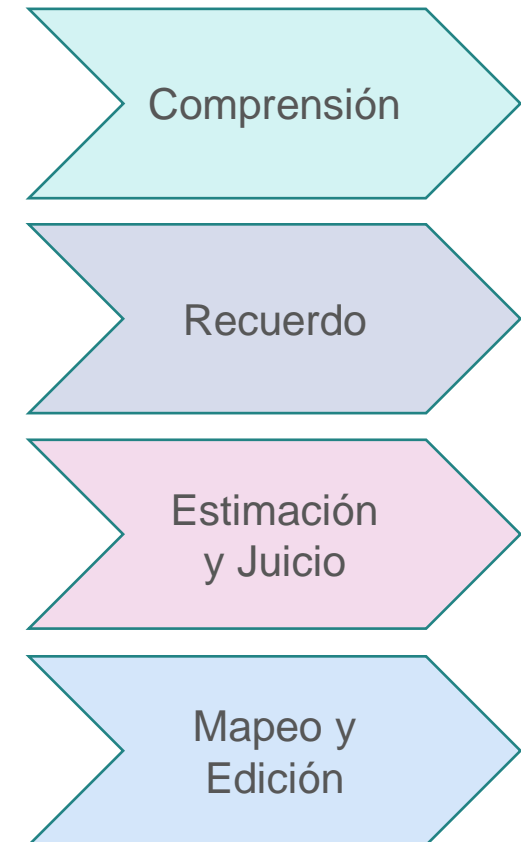 Comprensión
Recuerdo
Estimación
y Juicio
Mapeo y
Edición